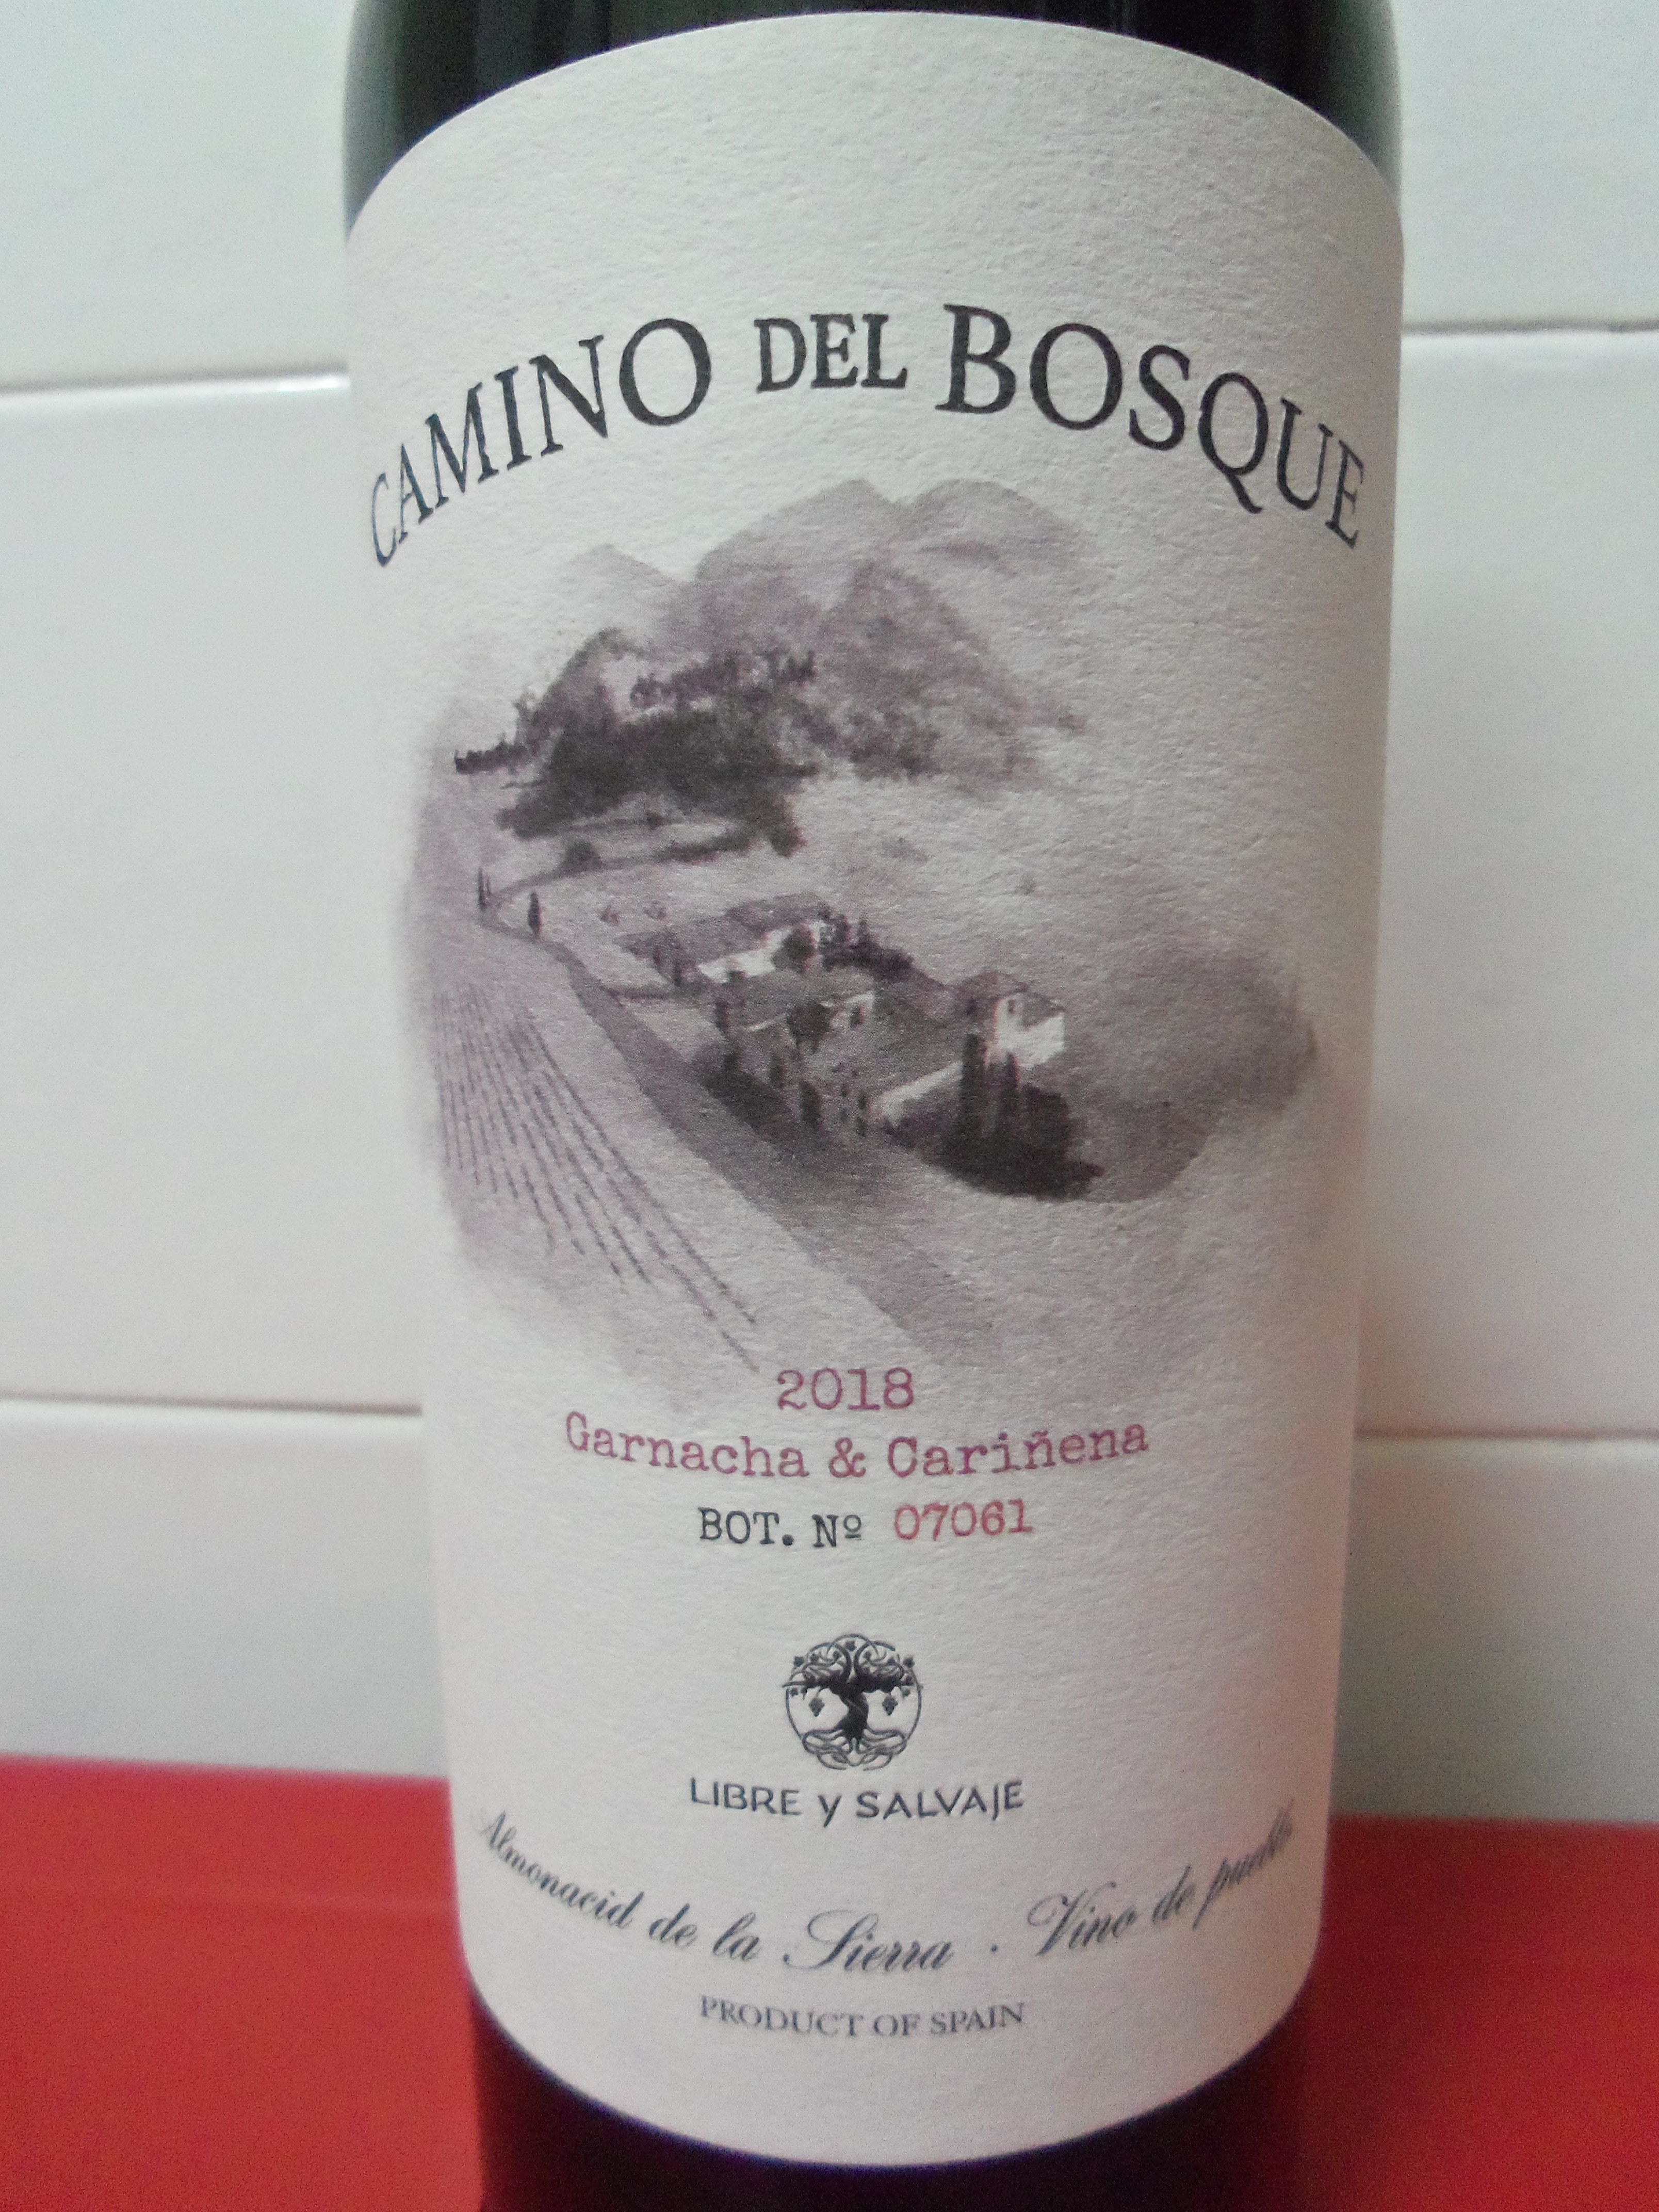 CAMINO DEL BOSQUE
2018
Garnacha & Cariñena
BOT. Nº 07061
LIBRE y SALVAJE
Almonacid de la Sierra · Vino de pueblo
PRODUCT OF SPAIN